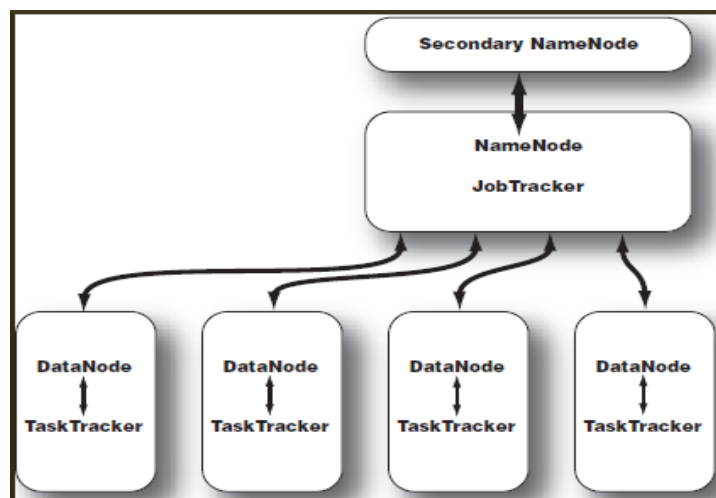 Secondary NameNode
NameNode
JobTracker
DataNode
TaskTracker
DataNode
TaskTracker
DataNode
TaskTracker
DataNode
TaskTracker